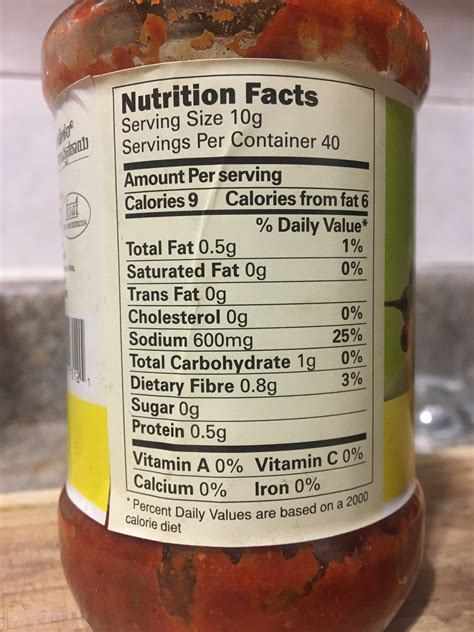 Nutrition Facts
Serving Size 10g
Servings Per Container 40
Amount Per serving
Calories 9 Calories from fat 6
% Daily Value*
Total Fat 0.5g 1%
Saturated Fat 0g 0%
Trans Fat 0g
Cholesterol 0g 0%
Sodium 600mg 25%
Total Carbohydrate 1g 0%
Dietary Fibre 0.8g 3%
Sugar 0g
Protein 0.5g
Vitamin A 0% Vitamin C 0%
Calcium 0% Iron 0%
* Percent Daily Values are based on a 2000
calorie diet